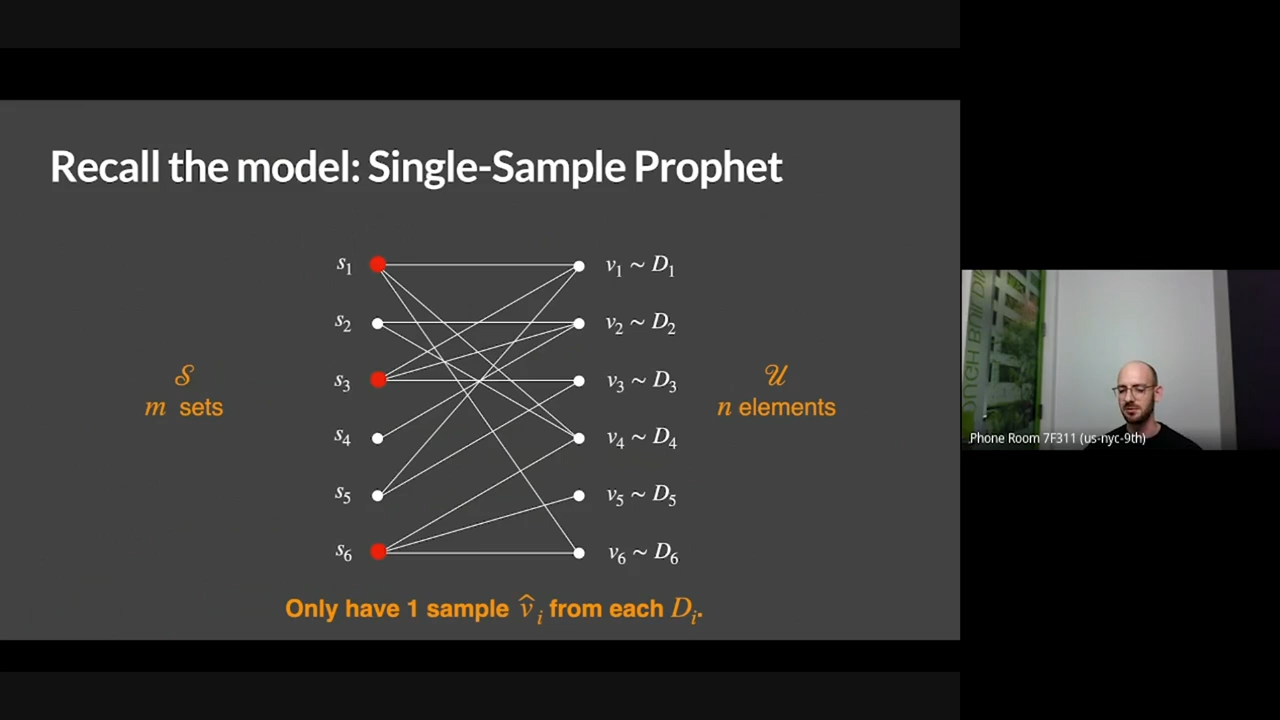 Recall the model: Single-Sample Prophet
s₁
v₁ ~ D₁
s₂
v₂ ~ D₂
s₃
v₃ ~ D₃
𝒮
m sets
𝒰
n elements
s₄
v₄ ~ D₄
s₅
v₅ ~ D₅
s₆
v₆ ~ D₆
Only have 1 sample v̂ᵢ from each Dᵢ.
Phone Room 7F311 (us-nyc-9th)